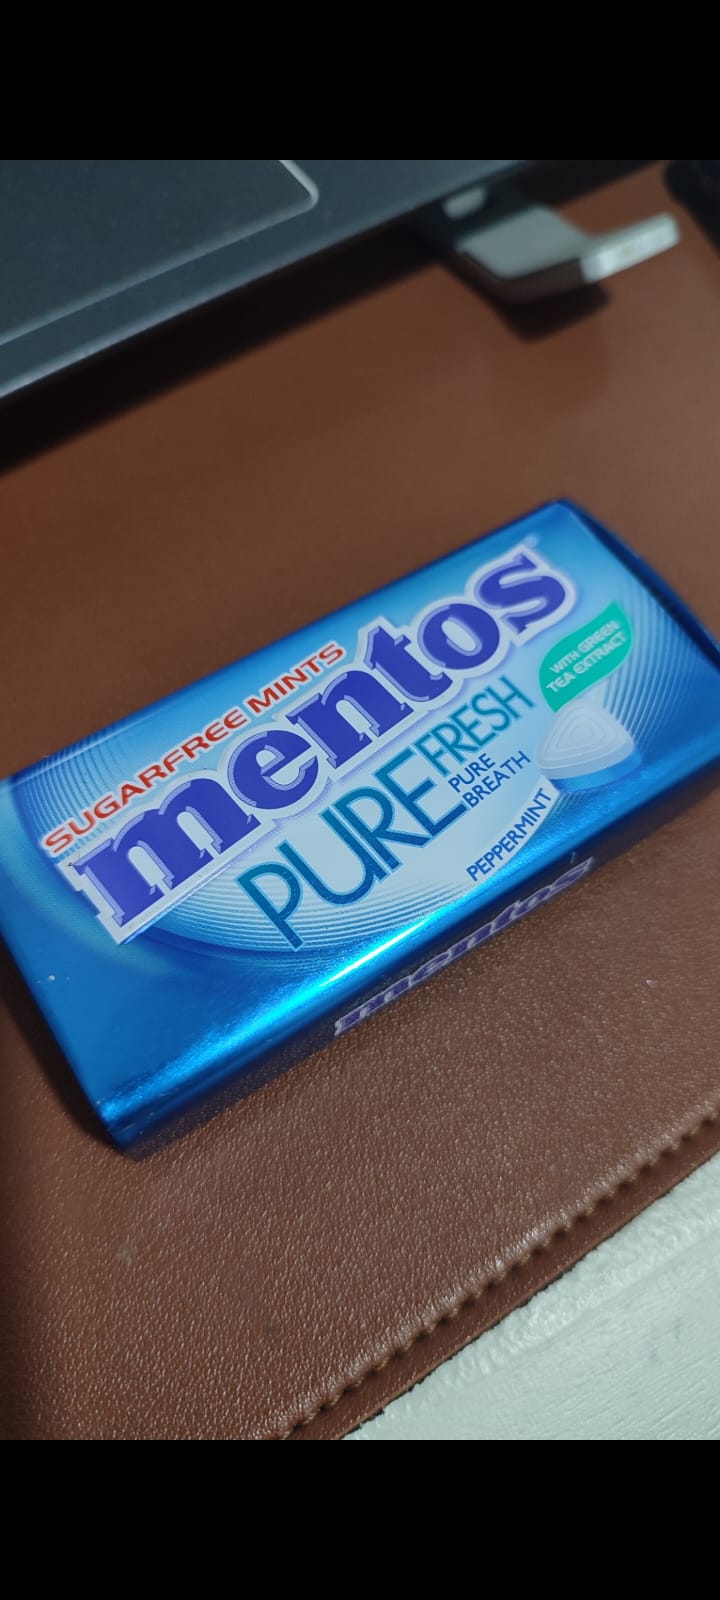 SUGARFREE MINTS
mentos
PURE FRESH
PURE
BREATH
PEPPERMINT
WITH GREEN
TEA EXTRACT
mentos